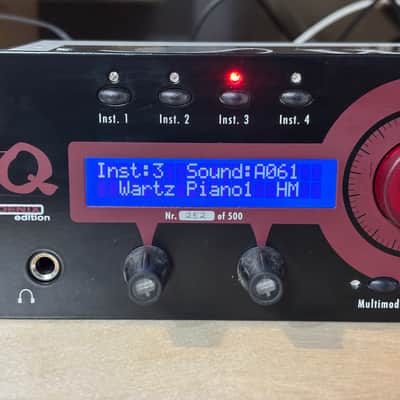 Inst. 1 Inst. 2 Inst. 3 Inst. 4
Q
Inst:3 Sound:A061
Wartz Piano1 HM
edition
Nr. 252 of 500
Multimod